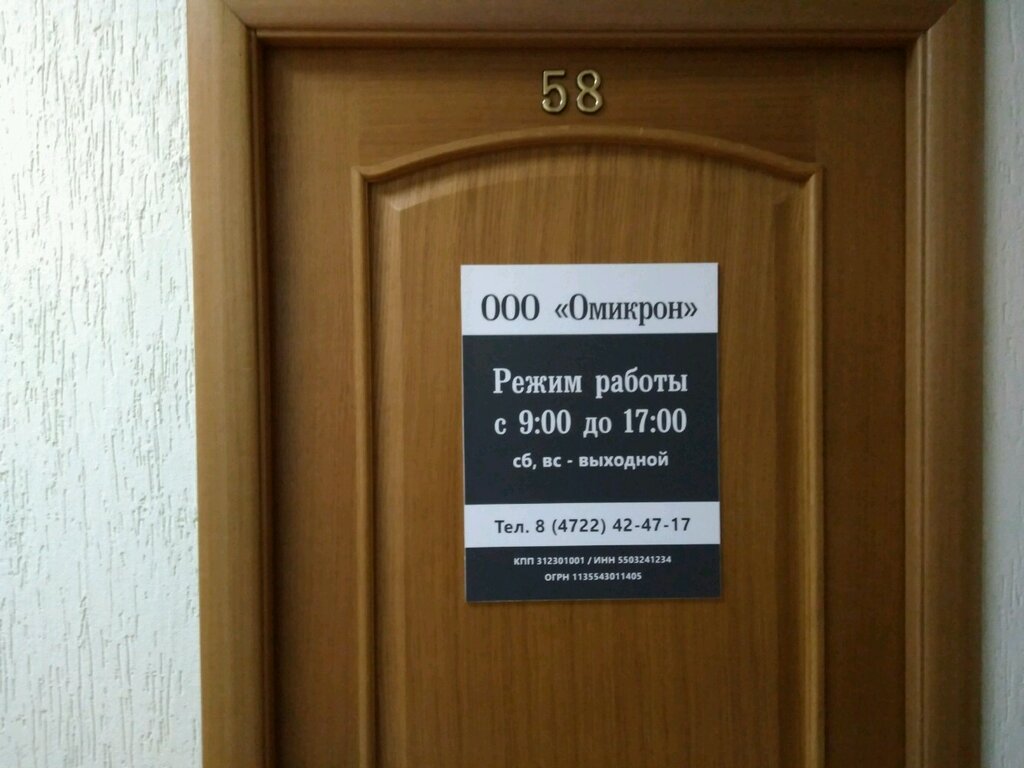 58
ООО «Омикрон»
Режим работы
с 9:00 до 17:00
сб, вс - выходной
Тел. 8 (4722) 42-47-17
КПП 312301001 / ИНН 5503241234
ОГРН 1135543011405